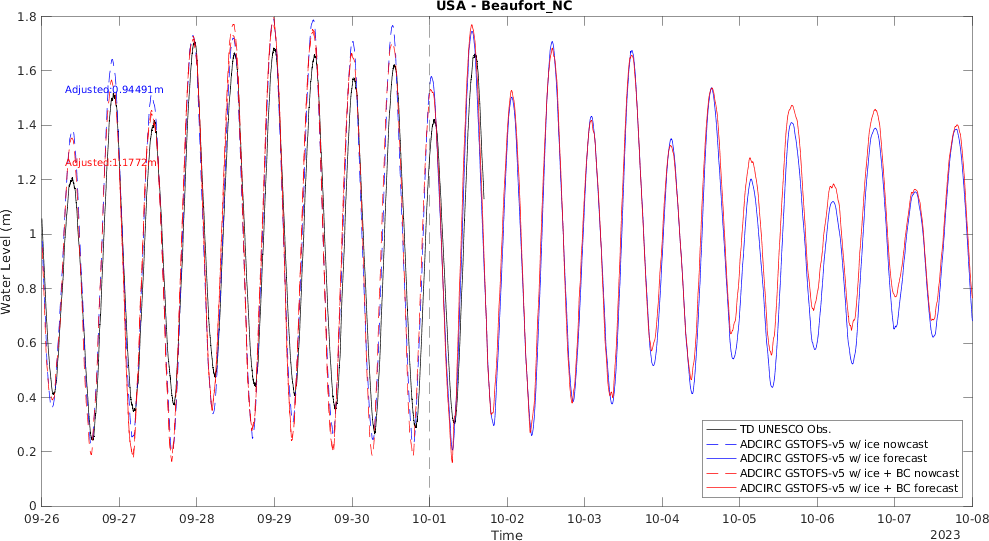 USA - Beaufort_NC
1.8
1.6
1.4
1.2
1
0.8
0.6
0.4
0.2
0
Water Level (m)
Adjusted:0.94491m
Adjusted:1.1772m
TD UNESCO Obs.
ADCIRC GSTOFS-v5 w/ ice nowcast
ADCIRC GSTOFS-v5 w/ ice forecast
ADCIRC GSTOFS-v5 w/ ice + BC nowcast
ADCIRC GSTOFS-v5 w/ ice + BC forecast
09-26 09-27 09-28 09-29 09-30 10-01 10-02 10-03 10-04 10-05 10-06 10-07 10-08
Time
2023